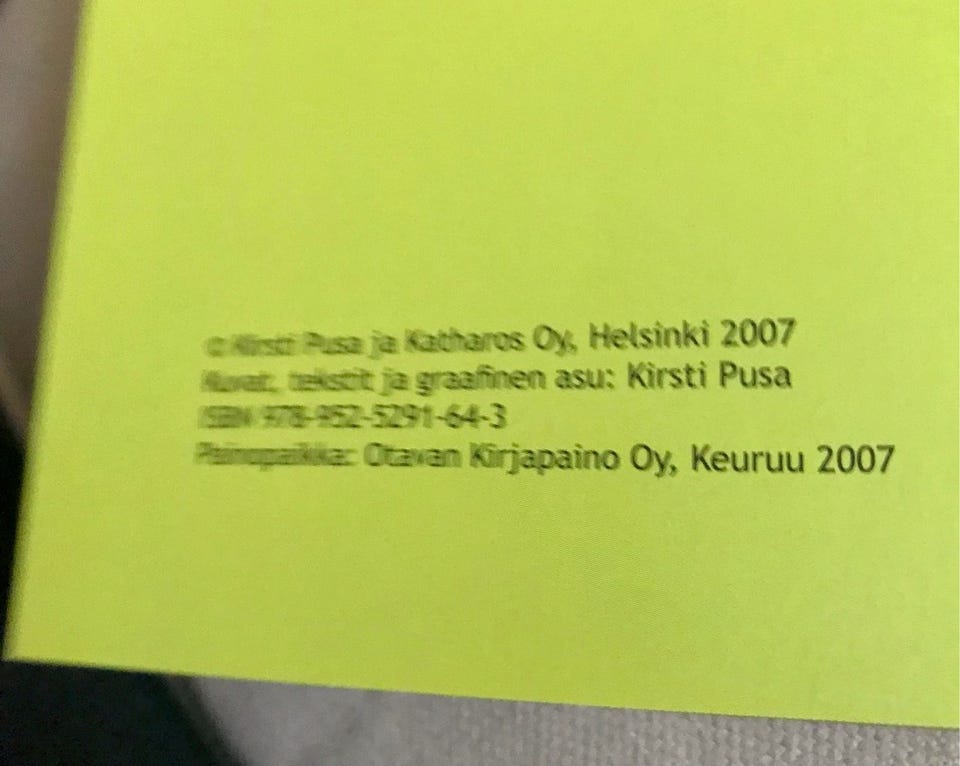 © Kirsti Pusa ja Katharos Oy, Helsinki 2007
Kuvat, tekstit ja graafinen asu: Kirsti Pusa
ISBN 978-952-5291-64-3
Painopaikka: Otavan Kirjapaino Oy, Keuruu 2007